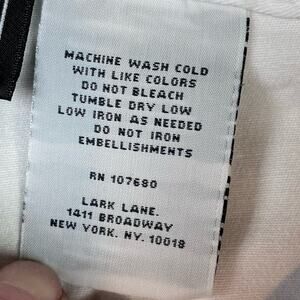 MACHINE WASH COLD
WITH LIKE COLORS
DO NOT BLEACH
TUMBLE DRY LOW
LOW IRON AS NEEDED
DO NOT IRON
EMBELLISHMENTS
RN 107680
LARK LANE.
1411 BROADWAY
NEW YORK. NY. 10018